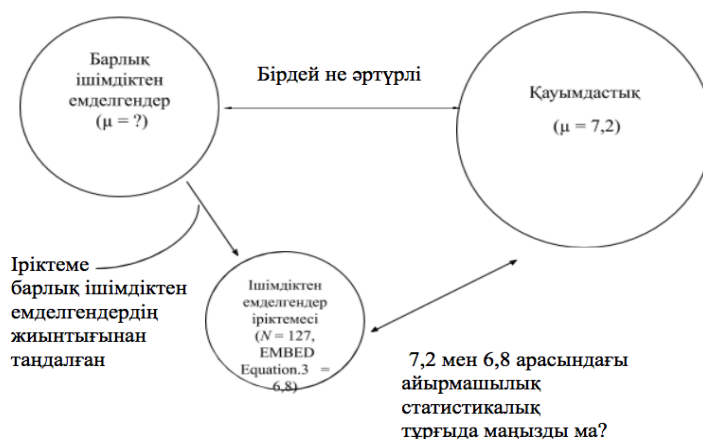 Барлық
ішімдіктен
емделгендер
(μ = ?)
Бірдей не әртүрлі
Қауымдастық
(μ = 7,2)
Іріктеме
барлық ішімдіктен
емделгендердің
жиынтығынан
таңдалған
Ішімдіктен
емделгендер
іріктемесі
(N = 127,
EMBED
Equation.3 =
6,8)
7,2 мен 6,8 арасындағы
айырмашылық
статистикалық
тұрғыда маңызды ма?